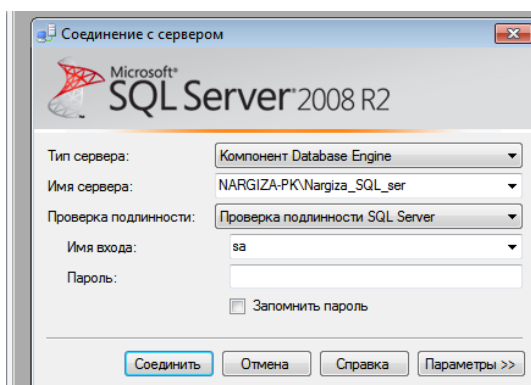 Соединение с сервером
Microsoft®
SQL Server® 2008 R2
Тип сервера: Компонент Database Engine
Имя сервера: NARGIZA-PK\Nargiza_SQL_ser
Проверка подлинности: Проверка подлинности SQL Server
Имя входа: sa
Пароль:
Запомнить пароль
Соединить Отмена Справка Параметры >>